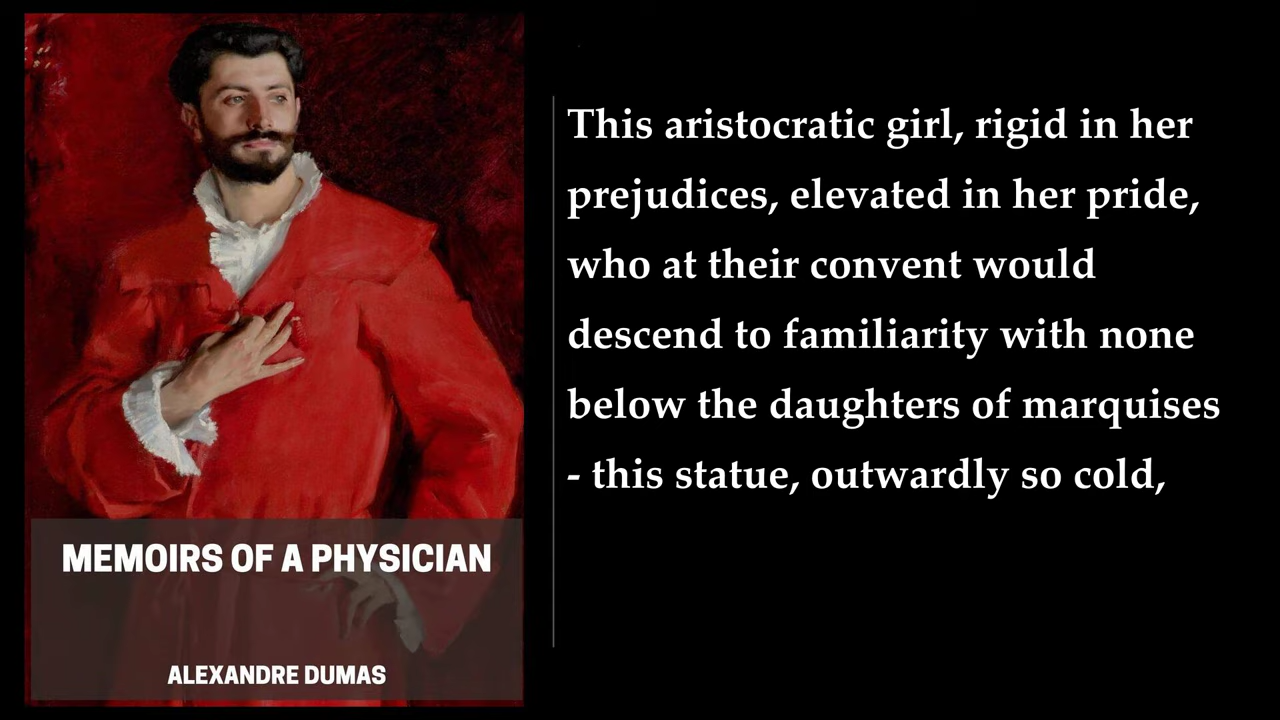 MEMOIRS OF A PHYSICIAN
ALEXANDRE DUMAS
This aristocratic girl, rigid in her
prejudices, elevated in her pride,
who at their convent would
descend to familiarity with none
below the daughters of marquises
- this statue, outwardly so cold,